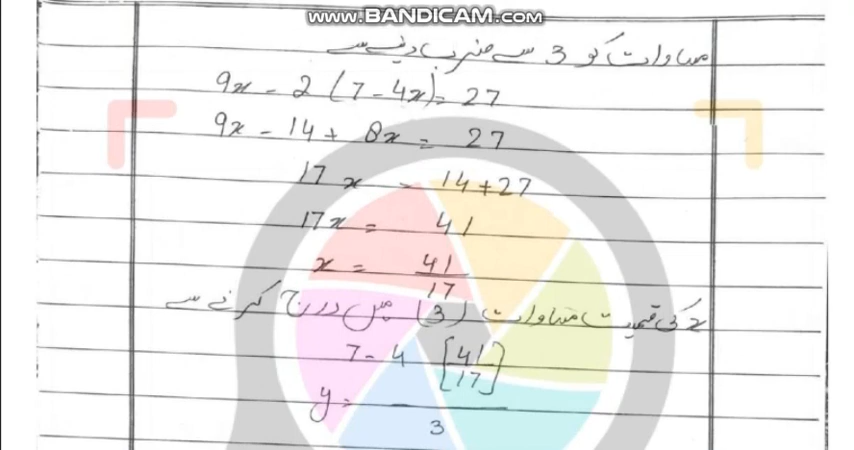 WWW.BANDICAM.COM
مساوات کو 3 سے ضرب دینے سے
9x - 2 (7 - 4x) = 27
9x - 14 + 8x = 27
17x = 14 + 27
17x = 41
x = 41/17
x کی قیمت مساوات (3) میں درج کرنے سے
y = (7 - 4 [41/17]) / 3